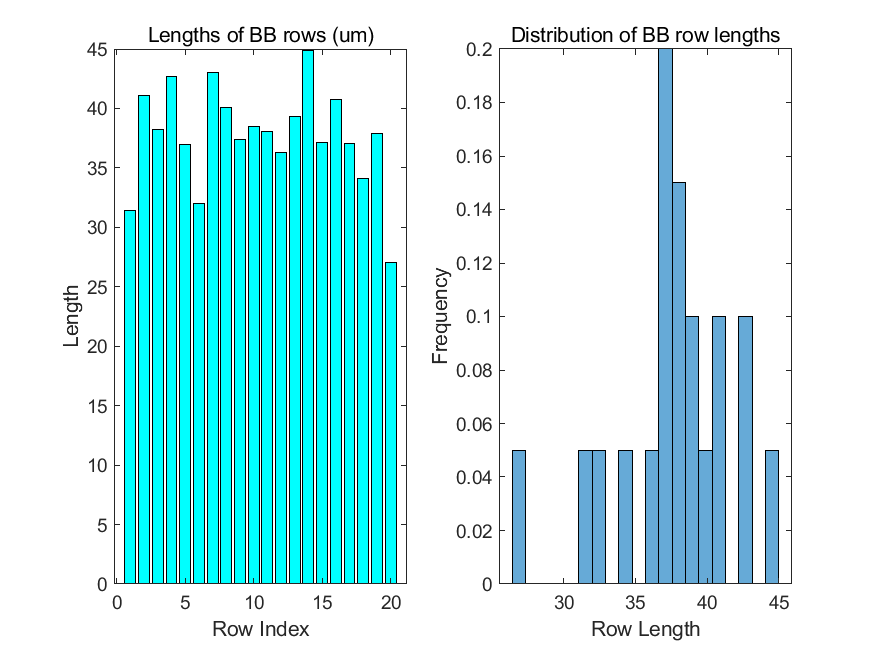 Lengths of BB rows (um)
45
40
35
30
25
20
15
10
5
0
Length
0 5 10 15 20
Row Index
Distribution of BB row lengths
0.2
0.18
0.16
0.14
0.12
0.1
0.08
0.06
0.04
0.02
0
Frequency
30 35 40 45
Row Length